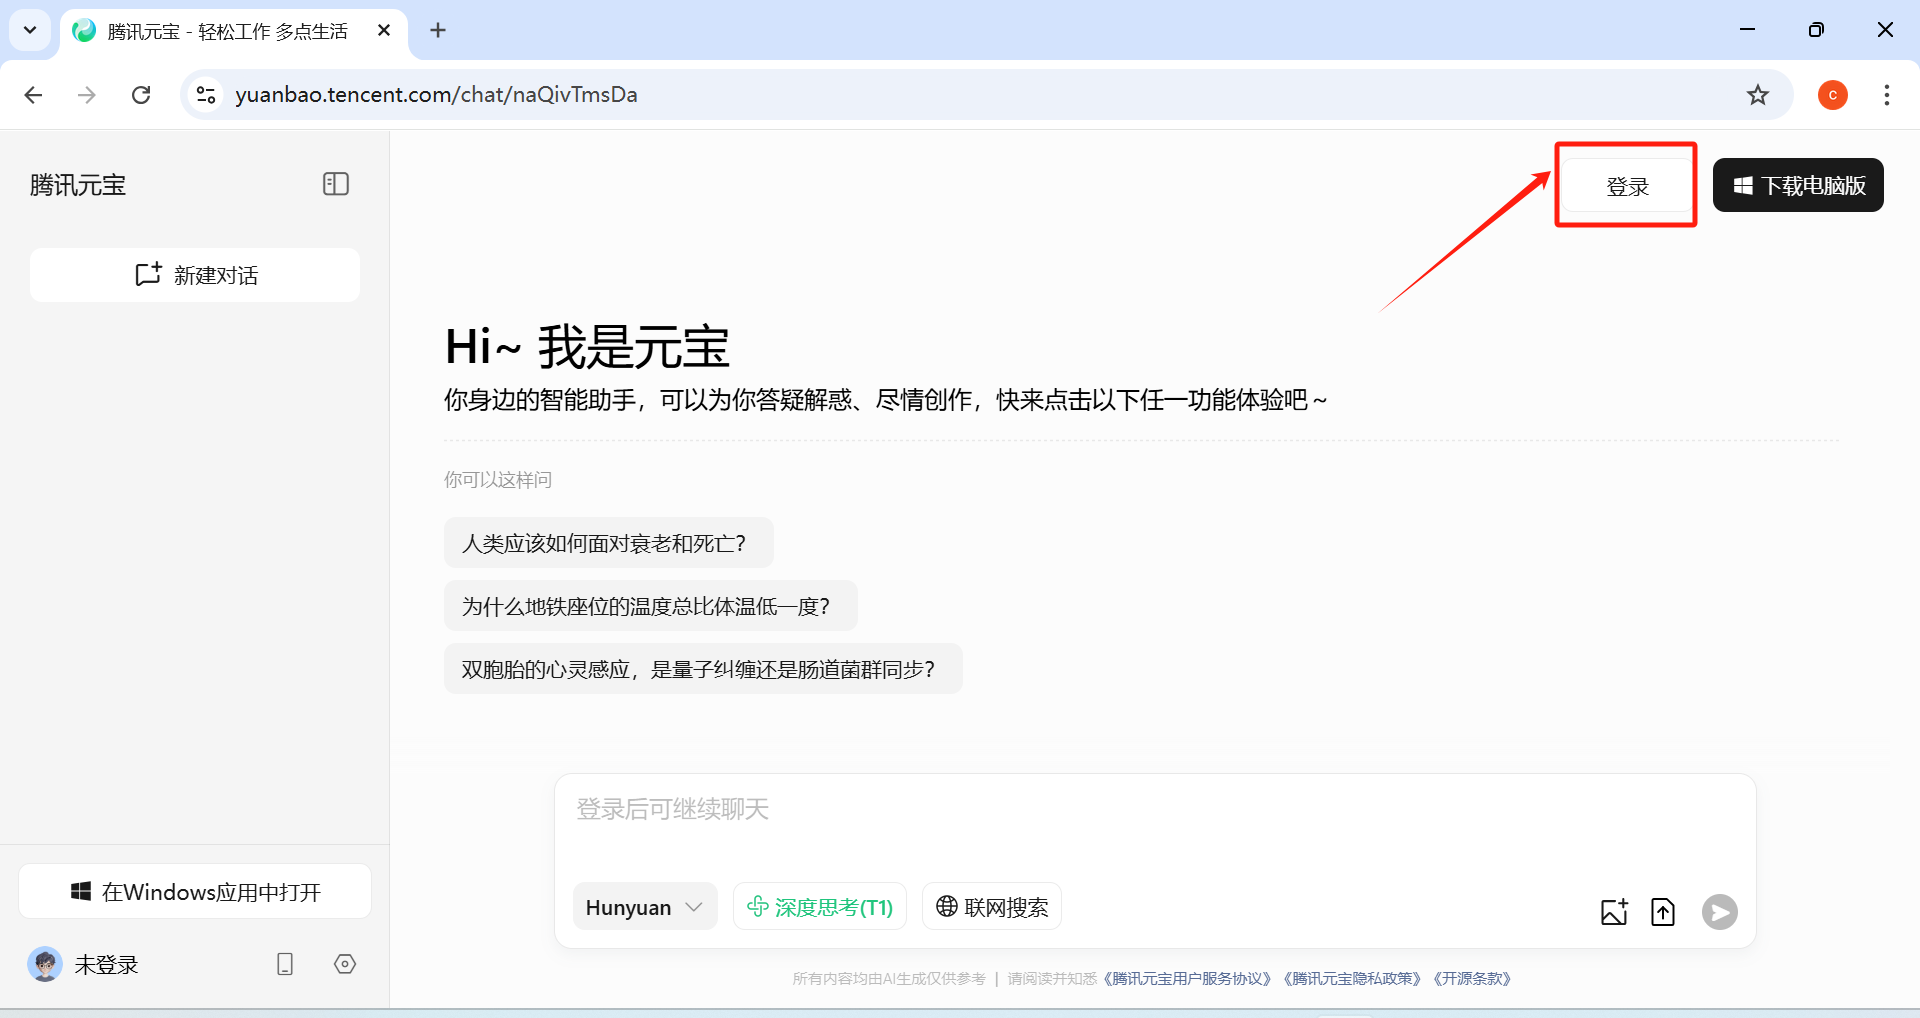 腾讯元宝 - 轻松工作 多点生活
yuanbao.tencent.com/chat/naQivTmsDa
C
腾讯元宝
登录
下载电脑版
新建对话
Hi~ 我是元宝
你身边的智能助手，可以为你答疑解惑、尽情创作，快来点击以下任一功能体验吧 ~
你可以这样问
人类应该如何面对衰老和死亡？
为什么地铁座位的温度总比体温低一度？
双胞胎的心灵感应，是量子纠缠还是肠道菌群同步？
登录后可继续聊天
在Windows应用中打开
Hunyuan
深度思考(T1)
联网搜索
未登录
所有内容均由AI生成仅供参考 | 请阅读并知悉《腾讯元宝用户服务协议》《腾讯元宝隐私政策》《开源条款》